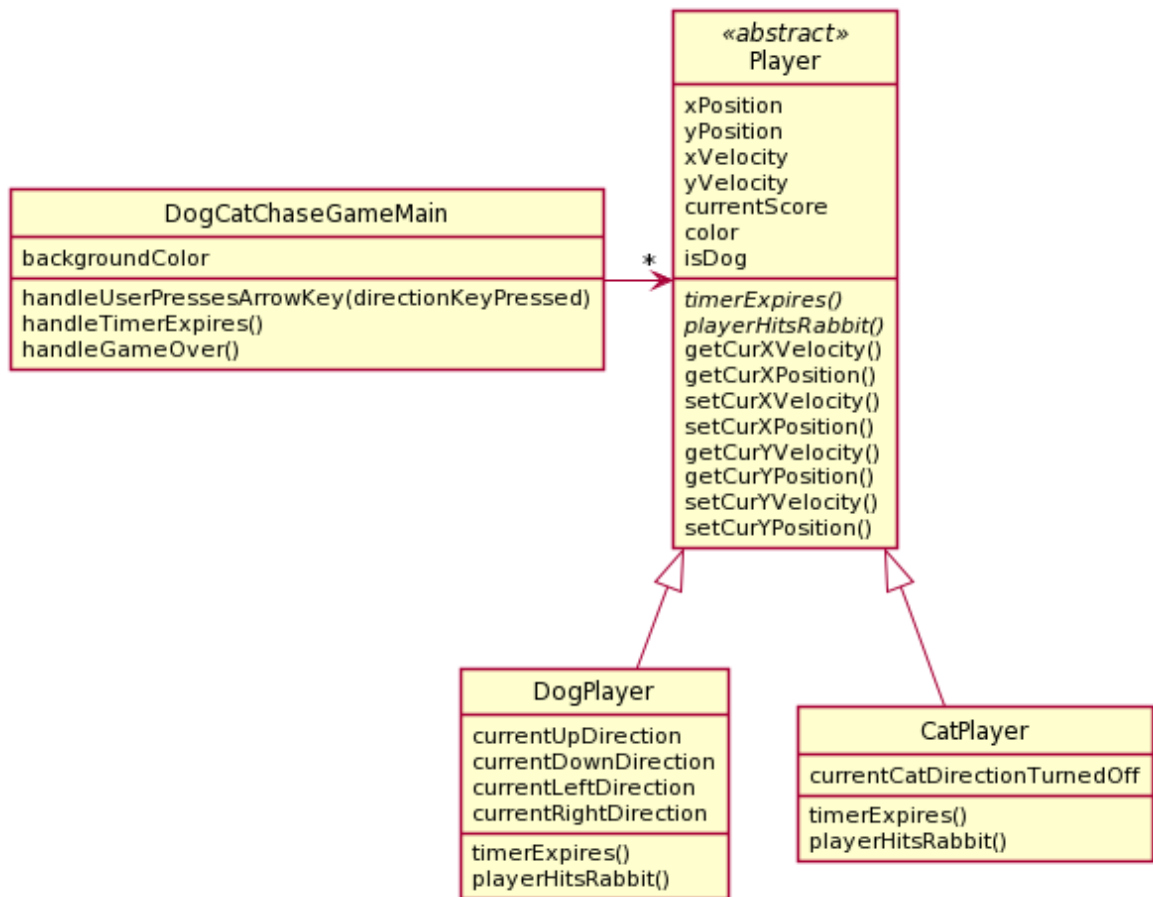 «abstract»
Player
xPosition
yPosition
xVelocity
yVelocity
currentScore
color
isDog
timerExpires()
playerHitsRabbit()
getCurXVelocity()
getCurXPosition()
setCurXVelocity()
setCurXPosition()
getCurYVelocity()
getCurYPosition()
setCurYVelocity()
setCurYPosition()
DogCatChaseGameMain
backgroundColor
handleUserPressesArrowKey(directionKeyPressed)
handleTimerExpires()
handleGameOver()
*
DogPlayer
currentUpDirection
currentDownDirection
currentLeftDirection
currentRightDirection
timerExpires()
playerHitsRabbit()
CatPlayer
currentCatDirectionTurnedOff
timerExpires()
playerHitsRabbit()